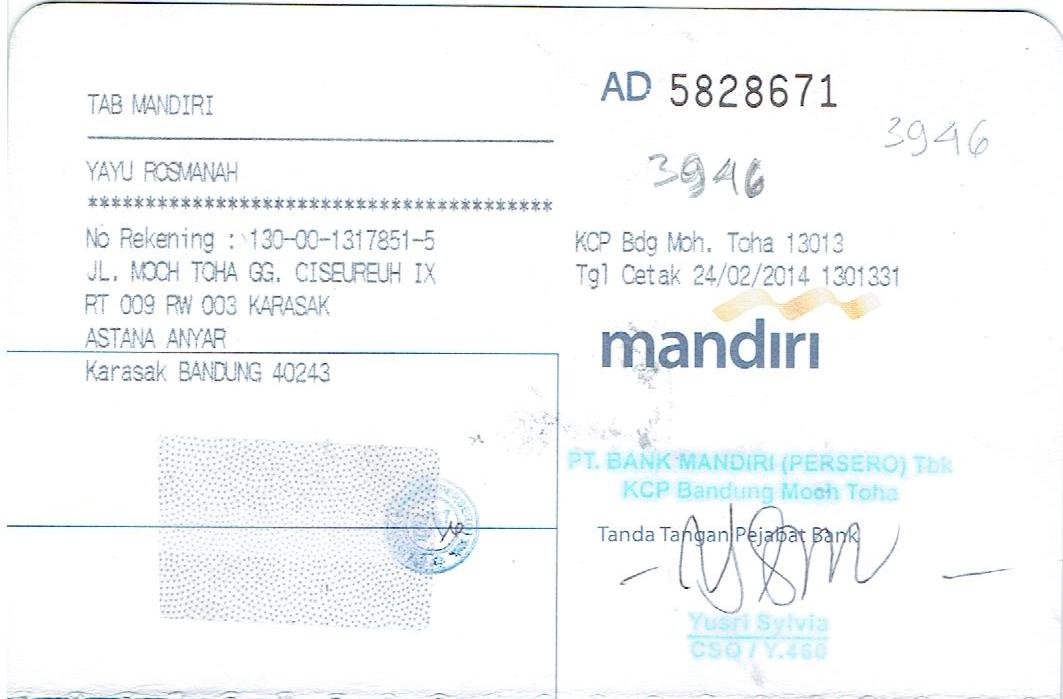 TAB MANDIRI
YAYU ROSMANAH
****************************************
No Rekening : 130-00-1317851-5
JL. MOCH TOHA GG. CISEUREUH IX
RT 009 RW 003 KARASAK
ASTANA ANYAR
Karasak BANDUNG 40243
AD 5828671
3946
3946
KCP Bdg Moh. Toha 13013
Tgl Cetak 24/02/2014 1301331
mandiri
PT. BANK MANDIRI (PERSERO) Tbk
KCP Bandung Moch Toha
Tanda Tangan Pejabat Bank
Yusri Sylvia
CSO / Y.460